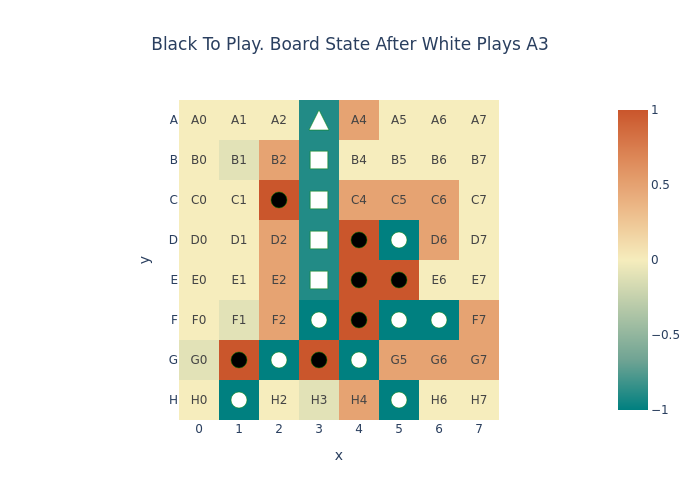 Black To Play. Board State After White Plays A3
A A0 A1 A2 A4 A5 A6 A7 1
B B0 B1 B2 B4 B5 B6 B7
C C0 C1 C4 C5 C6 C7 0.5
D D0 D1 D2 D6 D7
y E E0 E1 E2 E6 E7 0
F F0 F1 F2 F7 −0.5
G G0 G5 G6 G7
H H0 H2 H3 H4 H6 H7 −1
0 1 2 3 4 5 6 7
x